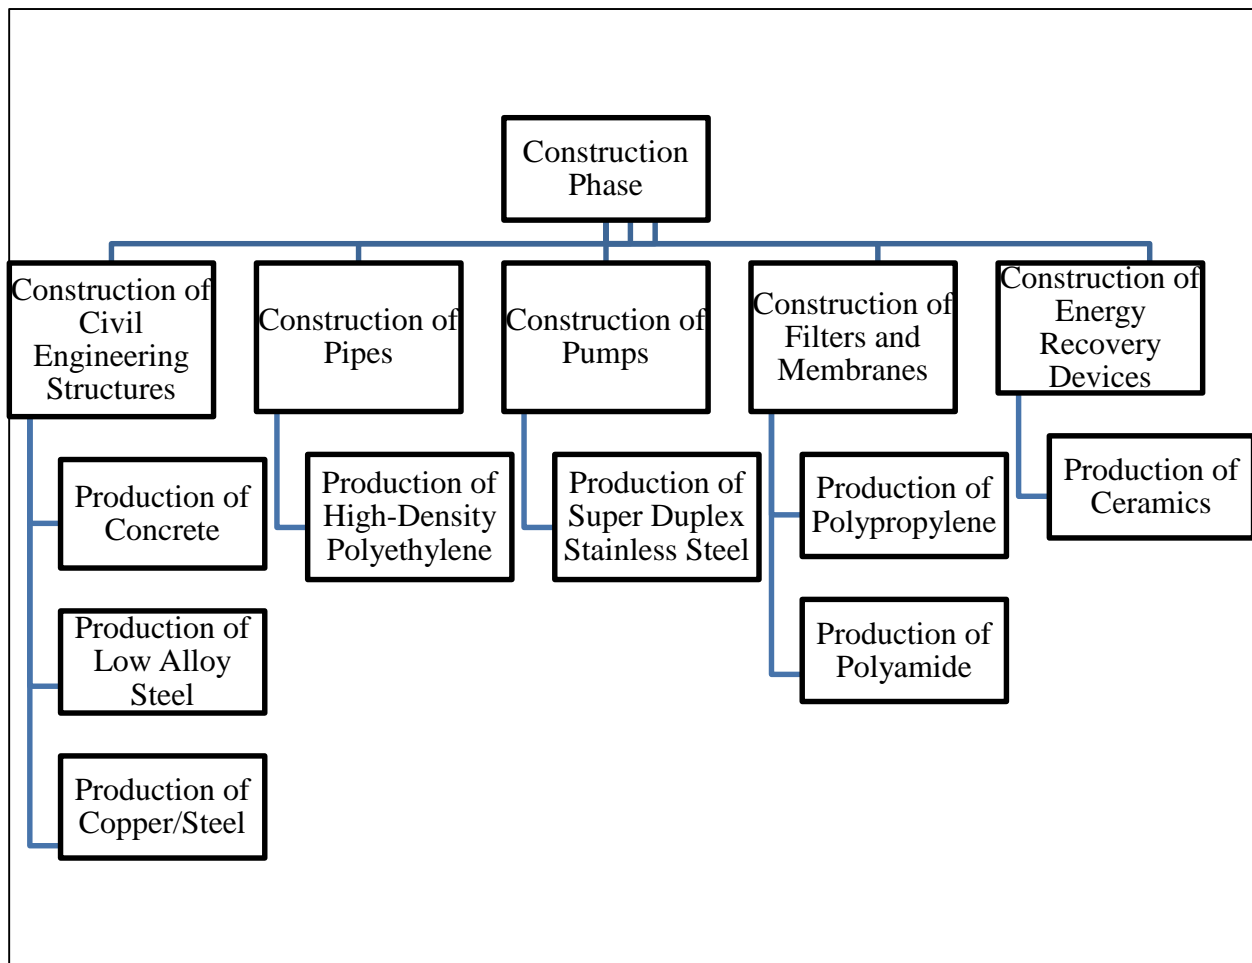 Construction
Phase
Construction of
Civil
Engineering
Structures
Construction of
Pipes
Construction of
Pumps
Construction of
Filters and
Membranes
Construction of
Energy
Recovery
Devices
Production of
Concrete
Production of
High-Density
Polyethylene
Production of
Super Duplex
Stainless Steel
Production of
Polypropylene
Production of
Ceramics
Production of
Low Alloy
Steel
Production of
Polyamide
Production of
Copper/Steel